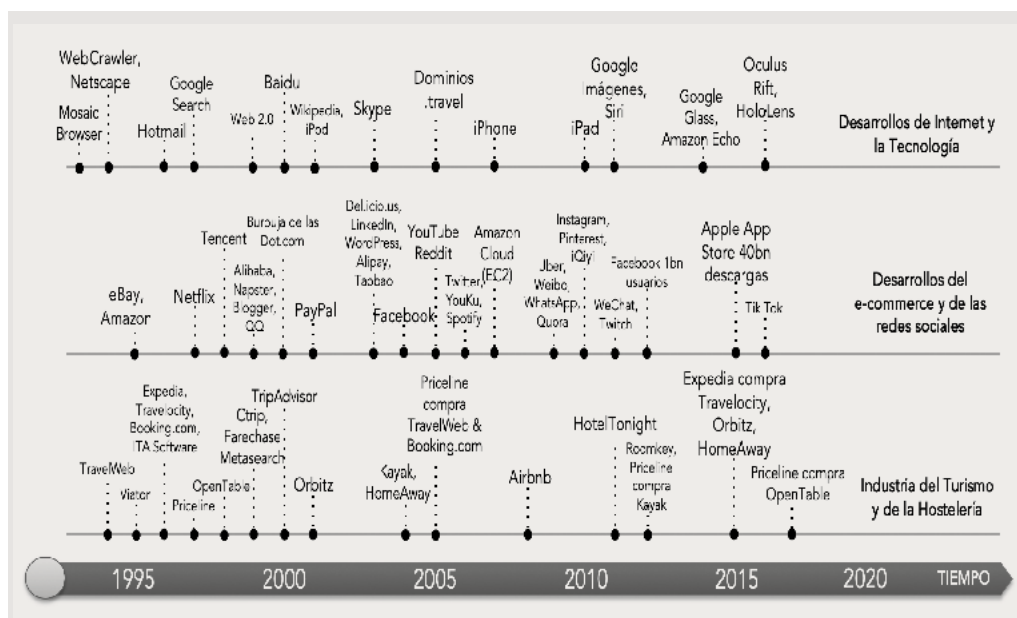 WebCrawler,
Netscape
Mosaic
Browser
Hotmail
Google
Search
Web 2.0
Baidu
Wikipedia,
iPod
Skype
Dominios
.travel
iPhone
iPad
Google
Imágenes,
Siri
Google
Glass,
Amazon Echo
Oculus
Rift,
HoloLens
Desarrollos de Internet y
la Tecnología
eBay,
Amazon
Netflix
Tencent
Alibaba,
Napster,
Blogger,
QQ
Burbuja de las
Dot.com
PayPal
Del.icio.us,
LinkedIn,
WordPress,
Alipay,
Taobao
Facebook
YouTube
Reddit
Twitter,
YouKu,
Spotify
Amazon
Cloud
(EC2)
Uber,
Weibo,
WhatsApp,
Quora
Instagram,
Pinterest,
iQiyi
WeChat,
Twitch
Facebook 1bn
usuarios
Apple App
Store 40bn
descargas
Tik Tok
Desarrollos del
e-commerce y de las
redes sociales
TravelWeb
Viator
Expedia,
Travelocity,
Booking.com,
ITA Software
Priceline
OpenTable
Ctrip,
Farechase
Metasearch
TripAdvisor
Orbitz
Kayak,
HomeAway
Priceline
compra
TravelWeb &
Booking.com
Airbnb
HotelTonight
Roomkey,
Priceline
compra
Kayak
Expedia compra
Travelocity,
Orbitz,
HomeAway
Priceline compra
OpenTable
Industria del Turismo
y de la Hostelería
1995
2000
2005
2010
2015
2020
TIEMPO